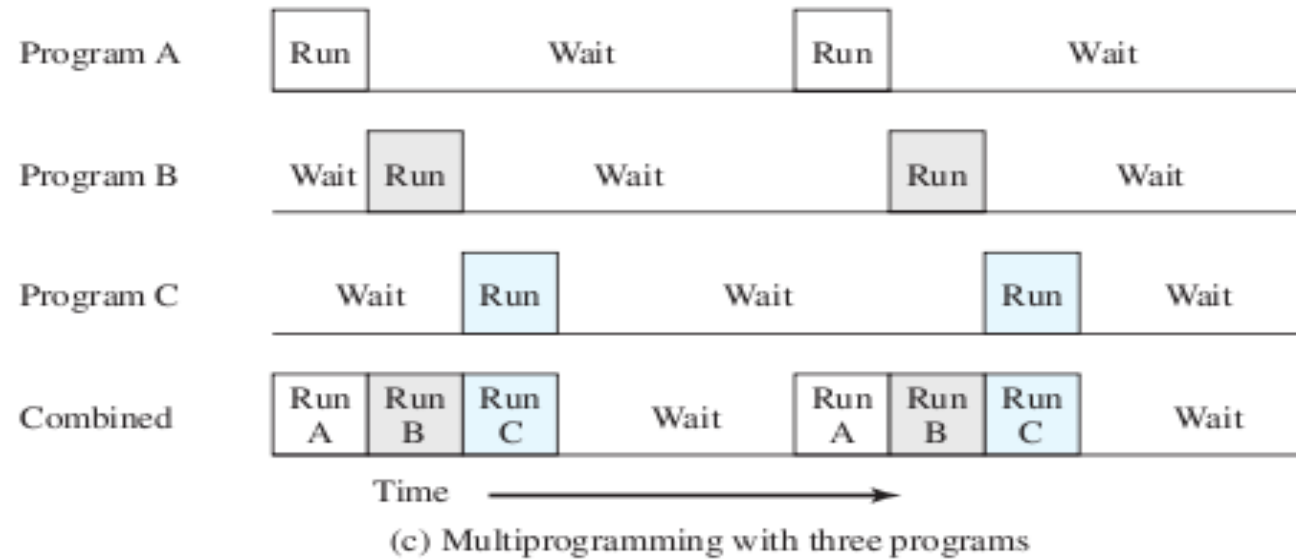 Program A Run Wait Run Wait
Program B Wait Run Wait Run Wait
Program C Wait Run Wait Run Wait
Combined Run A Run B Run C Wait Run A Run B Run C Wait
Time
(c) Multiprogramming with three programs